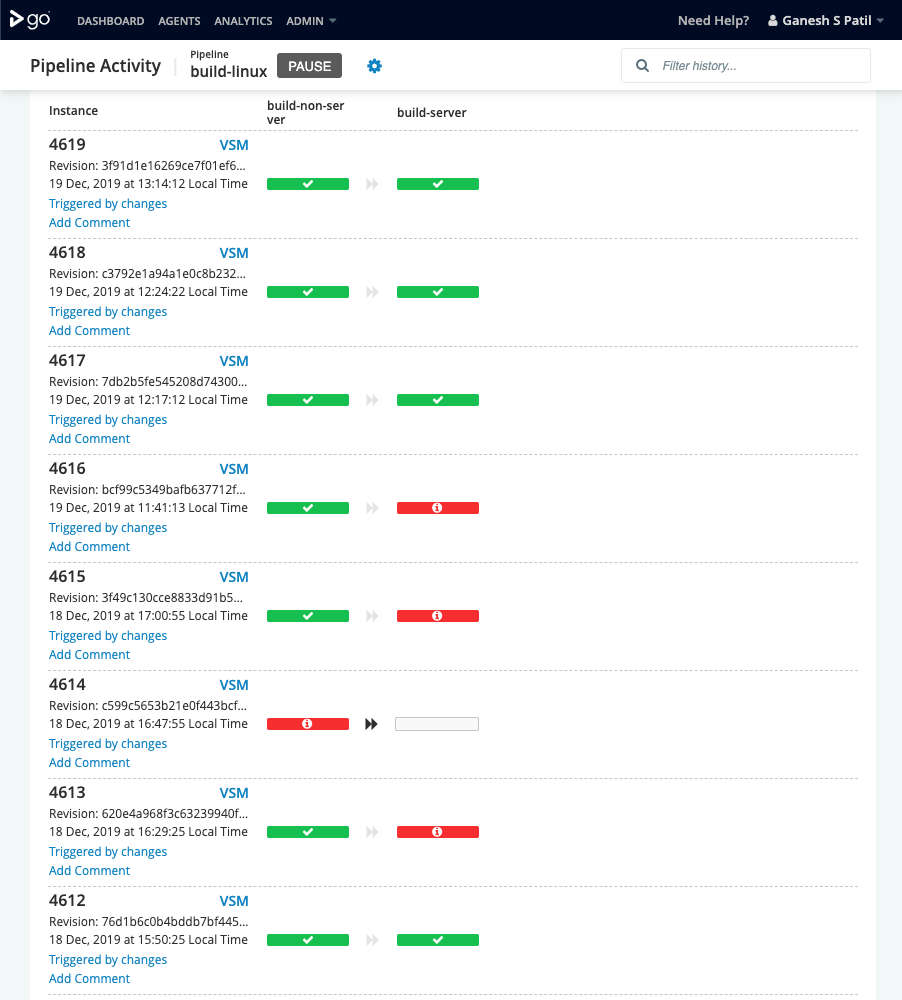 go
DASHBOARD AGENTS ANALYTICS ADMIN Need Help? Ganesh S Patil
Pipeline Activity
Pipeline
build-linux
PAUSE
Filter history...
Instance
build-non-ser
ver
build-server
4619 VSM
Revision: 3f91d1e16269ce7f01ef6...
19 Dec, 2019 at 13:14:12 Local Time
Triggered by changes
Add Comment
4618 VSM
Revision: c3792e1a94a1e0c8b232...
19 Dec, 2019 at 12:24:22 Local Time
Triggered by changes
Add Comment
4617 VSM
Revision: 7db2b5fe545208d74300...
19 Dec, 2019 at 12:17:12 Local Time
Triggered by changes
Add Comment
4616 VSM
Revision: bcf99c5349bafb637712f...
19 Dec, 2019 at 11:41:13 Local Time
Triggered by changes
Add Comment
4615 VSM
Revision: 3f49c130cce8833d91b5...
18 Dec, 2019 at 17:00:55 Local Time
Triggered by changes
Add Comment
4614 VSM
Revision: c599c5653b21e0f443bcf...
18 Dec, 2019 at 16:47:55 Local Time
Triggered by changes
Add Comment
4613 VSM
Revision: 620e4a968f3c63239940f...
18 Dec, 2019 at 16:29:25 Local Time
Triggered by changes
Add Comment
4612 VSM
Revision: 76d1b6c0b4bddb7bf445...
18 Dec, 2019 at 15:50:25 Local Time
Triggered by changes
Add Comment